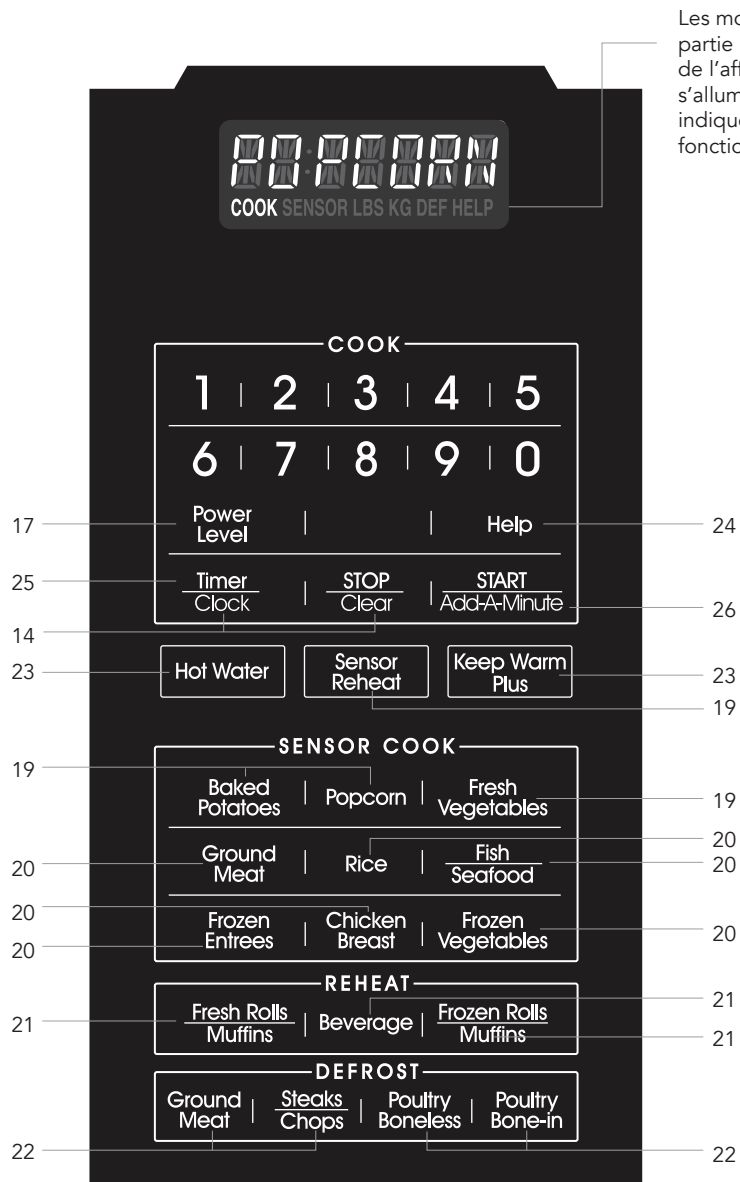 Les mo
partie
de l'aff
s'allum
indique
fonctio
PO:PCORN
COOK SENSOR LBS KG DEF HELP
COOK
1 | 2 | 3 | 4 | 5
6 | 7 | 8 | 9 | 0
17 Power Level | | Help 24
25 Timer Clock | STOP Clear | START Add-A-Minute 26
14
23 Hot Water Sensor Reheat Keep Warm Plus 23
19
SENSOR COOK
19
Baked Potatoes | Popcorn | Fresh Vegetables 19
20
20 Ground Meat | Rice | Fish Seafood 20
20
20 Frozen Entrees | Chicken Breast | Frozen Vegetables 20
REHEAT
21
21 Fresh Rolls Muffins | Beverage | Frozen Rolls Muffins 21
DEFROST
Ground Meat | Steaks Chops | Poultry Boneless | Poultry Bone-in
22 22